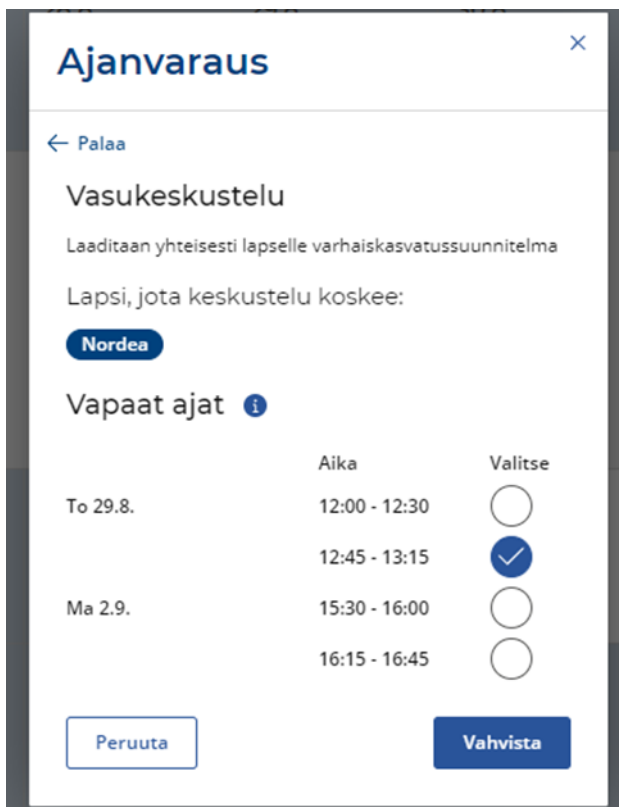 Ajanvaraus
Palaa
Vasukeskustelu
Laaditaan yhteisesti lapselle varhaiskasvatussuunnitelma
Lapsi, jota keskustelu koskee:
Nordea
Vapaat ajat
Aika Valitse
To 29.8. 12:00 - 12:30
12:45 - 13:15
Ma 2.9. 15:30 - 16:00
16:15 - 16:45
Peruuta Vahvista